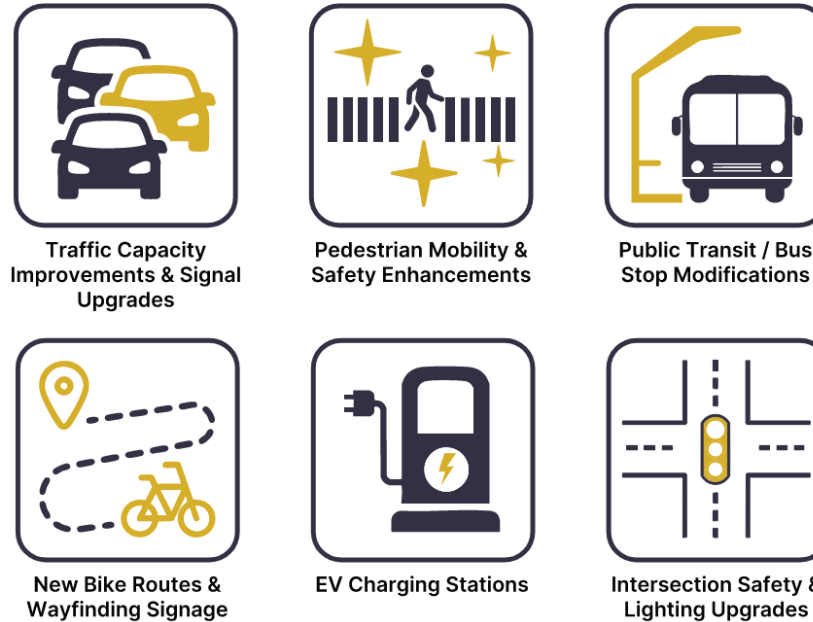 Traffic Capacity
Improvements & Signal
Upgrades
Pedestrian Mobility &
Safety Enhancements
Public Transit / Bus
Stop Modifications
New Bike Routes &
Wayfinding Signage
EV Charging Stations
Intersection Safety &
Lighting Upgrades